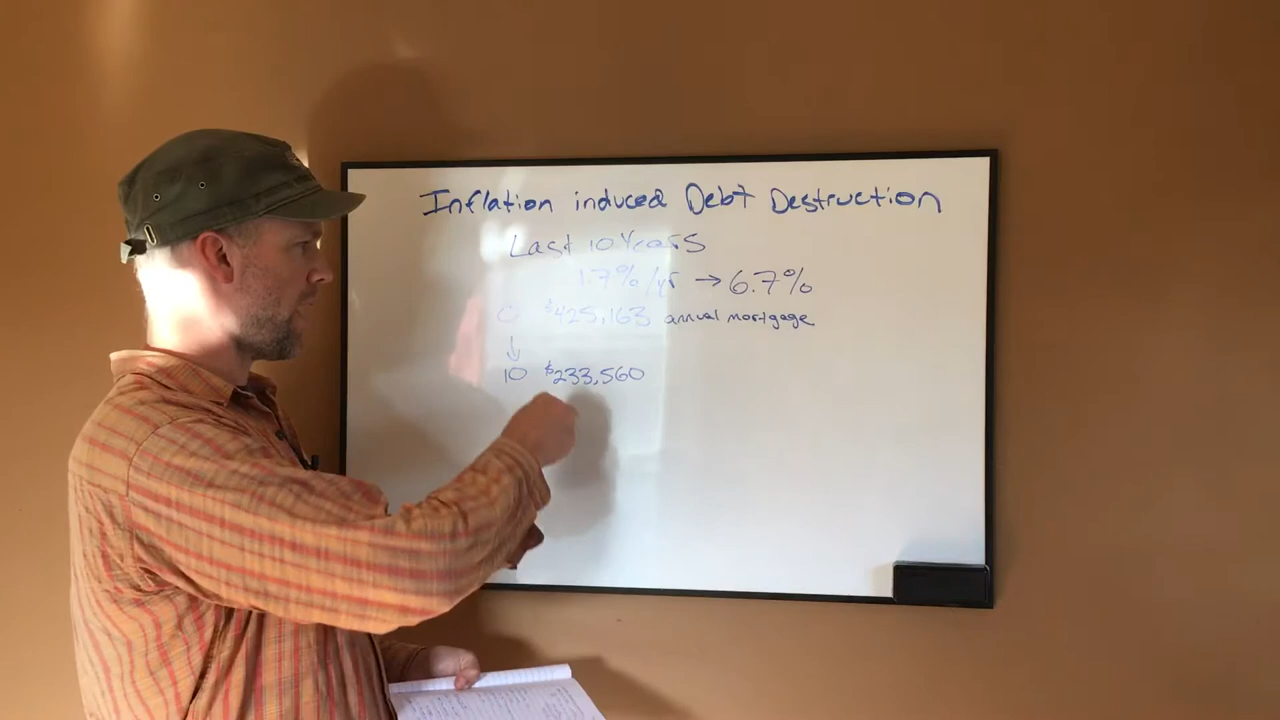 Inflation induced Debt Destruction
Last 10 Years
1.7%/yr → 6.7%
0 $425,163 annual mortgage
↓
10 $233,560